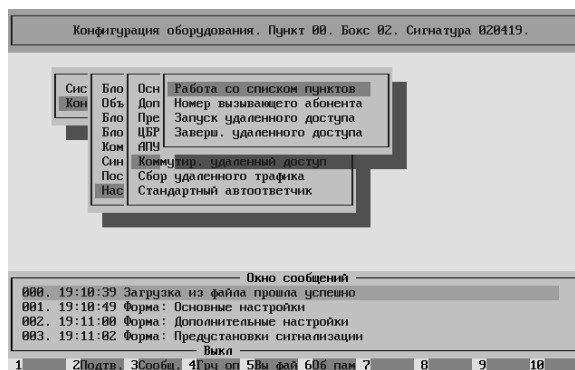 Конфигурация оборудования. Пункт 00. Бокс 02. Сигнатура 020419.
Сис Бло Осн Работа со списком пунктов
Кон Объ Доп Номер вызывающего абонента
Бло Пре Запуск удаленного доступа
Бло ЦБР Заверш. удаленного доступа
Ком АПУ
Син Коммутир. удаленный доступ
Пос Сбор удаленного трафика
Нас Стандартный автоответчик
Окно сообщений
000. 19:10:39 Загрузка из файла прошла успешно
001. 19:10:49 Форма: Основные настройки
002. 19:11:00 Форма: Дополнительные настройки
003. 19:11:02 Форма: Предустановки сигнализации
Выкл
1 2Подтв. 3Сообщ. 4Грц оп 5Вы фай 6Об пам 7 8 9 10